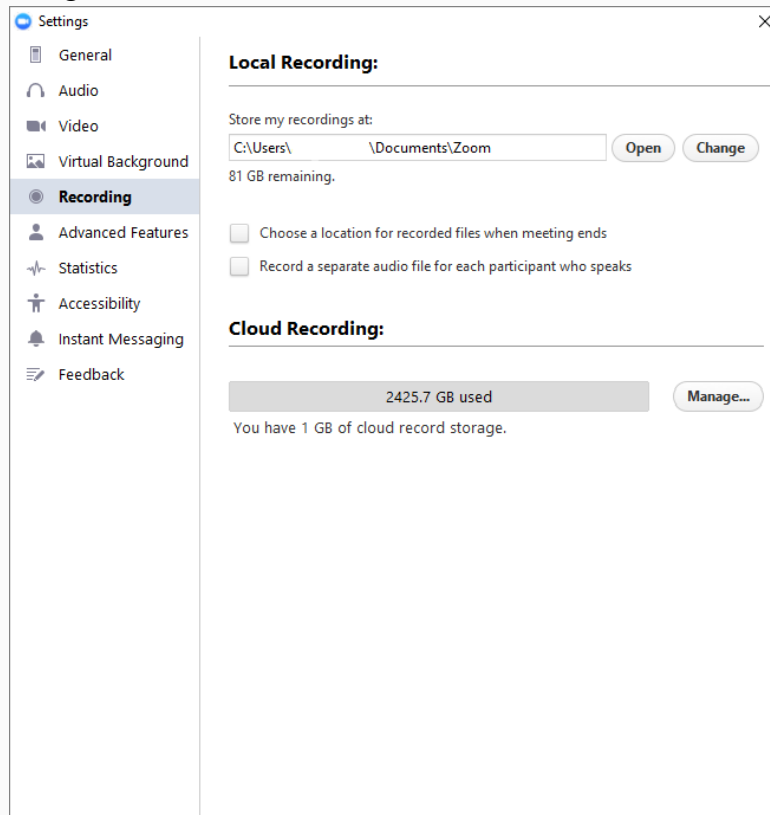 Settings
General
Audio
Video
Virtual Background
Recording
Advanced Features
Statistics
Accessibility
Instant Messaging
Feedback
Local Recording:
Store my recordings at:
C:\Users\ \Documents\Zoom
Open
Change
81 GB remaining.
Choose a location for recorded files when meeting ends
Record a separate audio file for each participant who speaks
Cloud Recording:
2425.7 GB used
Manage...
You have 1 GB of cloud record storage.